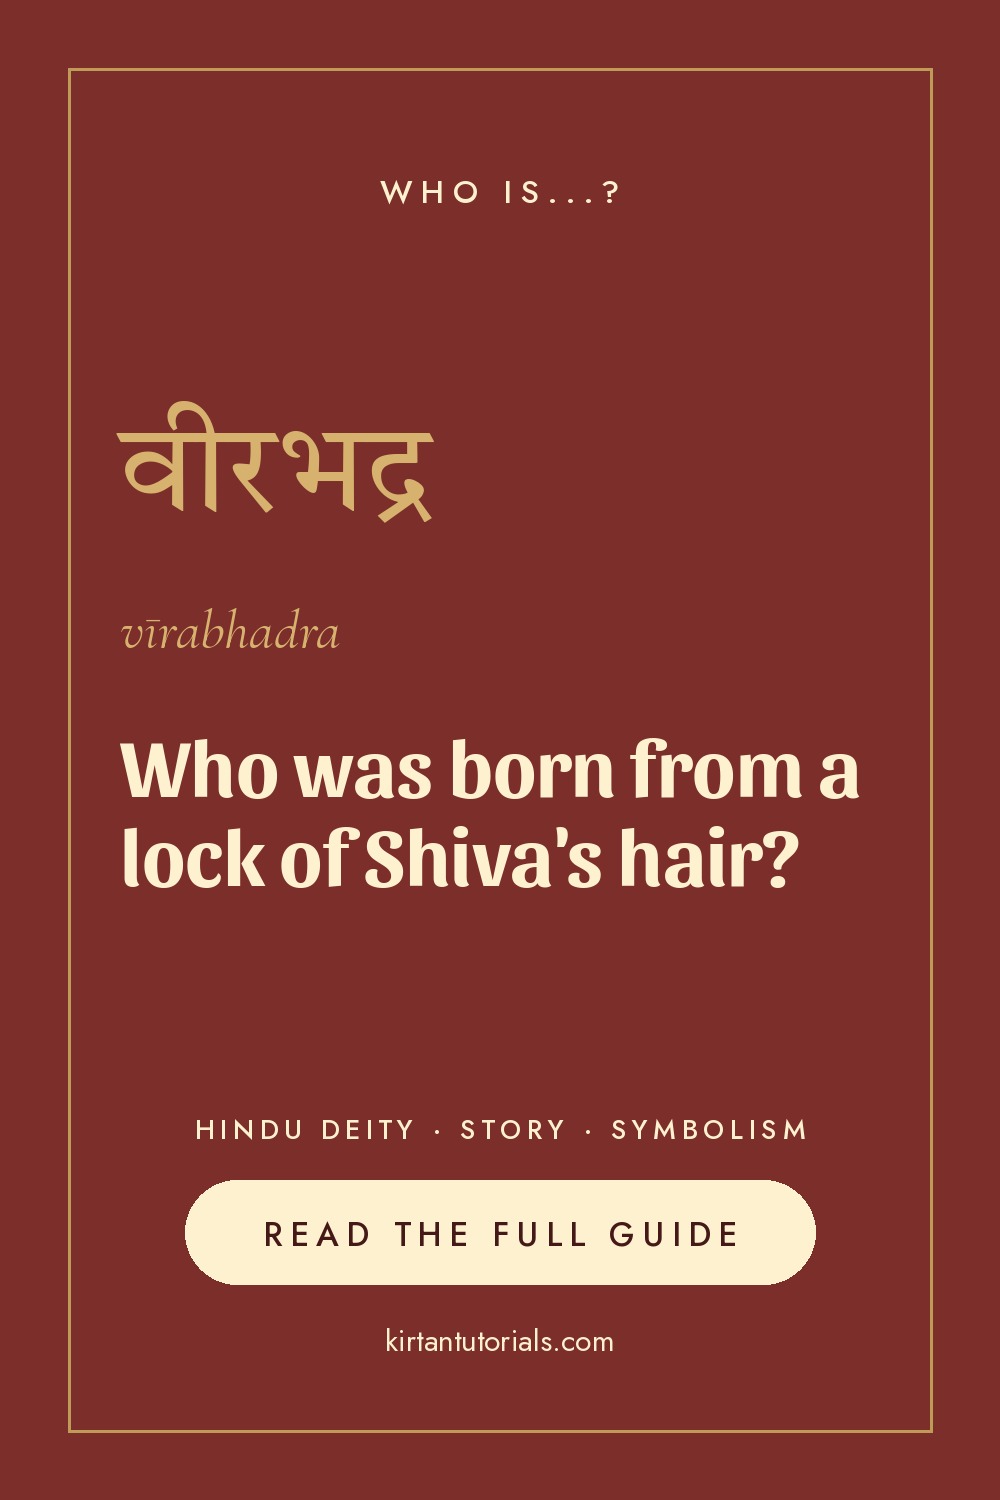 WHO IS...?
वीरभद्र
vīrabhadra
Who was born from a
lock of Shiva's hair?
HINDU DEITY · STORY · SYMBOLISM
READ THE FULL GUIDE
kirtantutorials.com